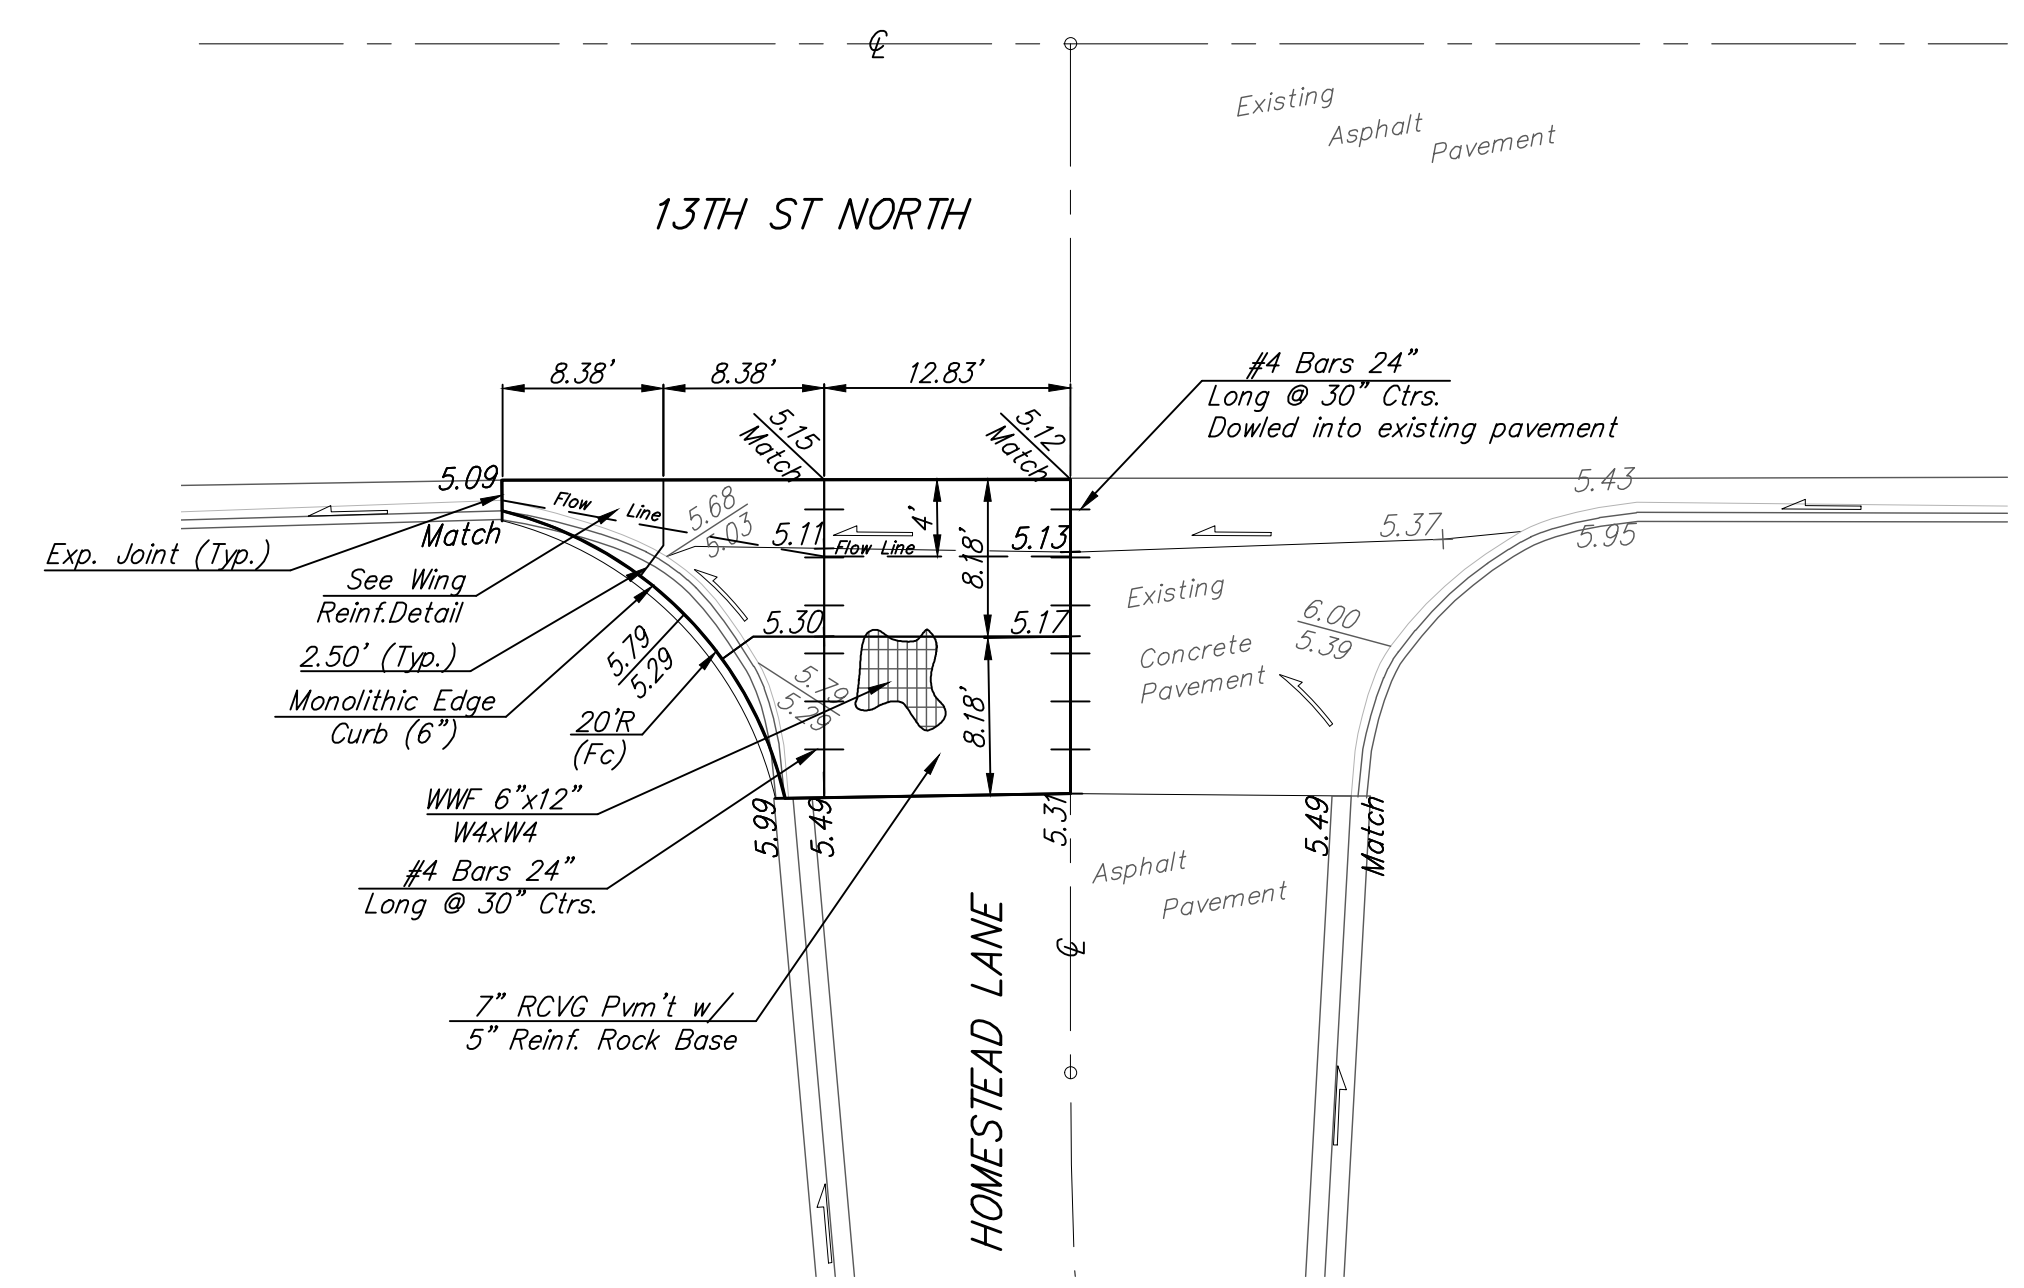 ℄
Existing
Asphalt
Pavement
13TH ST NORTH
8.38'
8.38'
12.83'
#4 Bars 24"
Long @ 30" Ctrs.
Dowled into existing pavement
5.15
Match
5.12
Match
5.09
Flow Line
5.68
5.03
5.11
Flow Line
4'
8.18'
5.13
5.37
5.43
5.95
Match
Exp. Joint (Typ.)
See Wing
Reinf.Detail
2.50' (Typ.)
Monolithic Edge
Curb (6")
5.79
5.29
20'R
(Fc)
5.30
5.17
5.79
5.29
8.18'
Existing
Concrete
Pavement
6.00
5.39
WWF 6"x12"
W4xW4
#4 Bars 24"
Long @ 30" Ctrs.
5.99
5.49
5.31
5.49
Match
Asphalt
Pavement
7" RCVG Pvm't w/
5" Reinf. Rock Base
HOMESTEAD LANE
℄